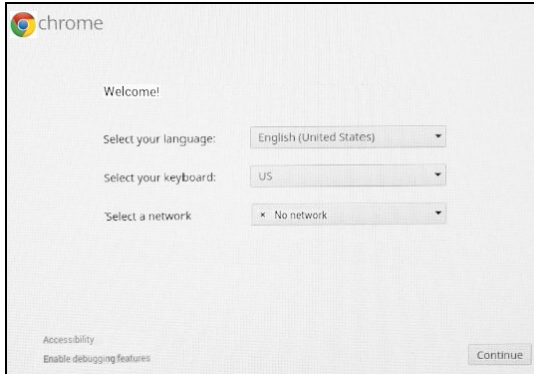 chrome
Welcome!
Select your language: English (United States)
Select your keyboard: US
Select a network × No network
Accessibility
Enable debugging features
Continue